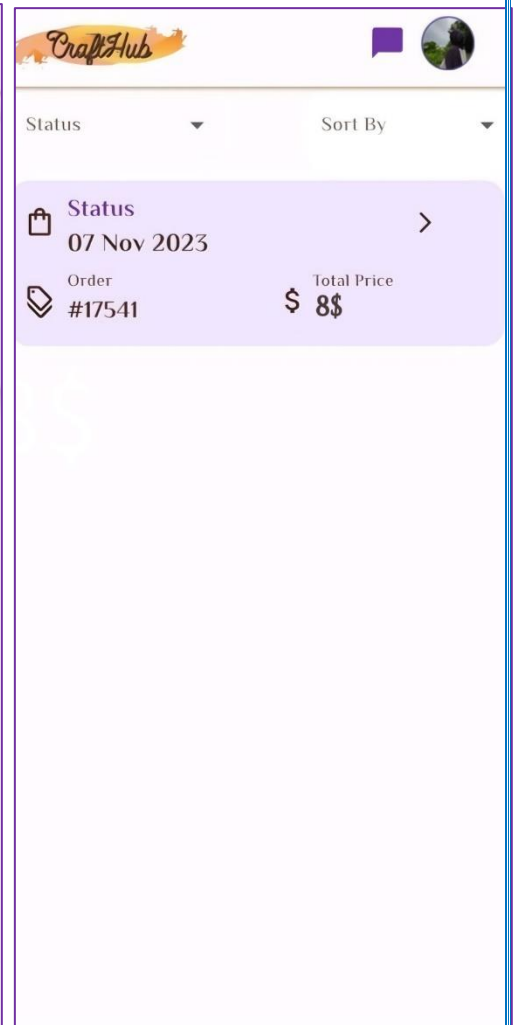 CraftHub
Status Sort By
Status
07 Nov 2023
Order Total Price
#17541 $ 8$